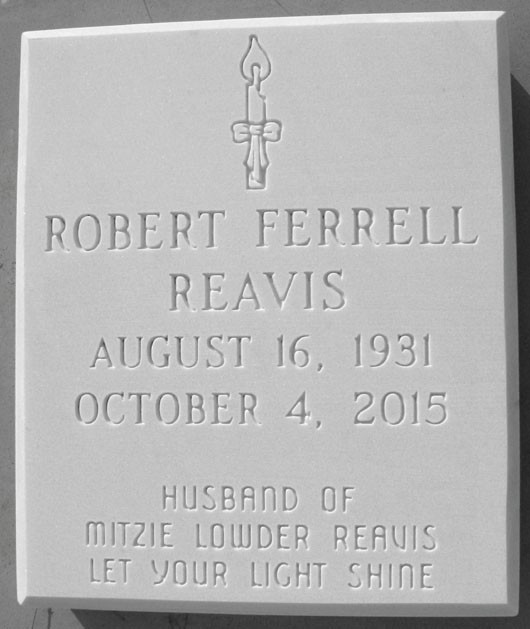 ROBERT FERRELL
REAVIS
AUGUST 16, 1931
OCTOBER 4, 2015
HUSBAND OF
MITZIE LOWDER REAVIS
LET YOUR LIGHT SHINE